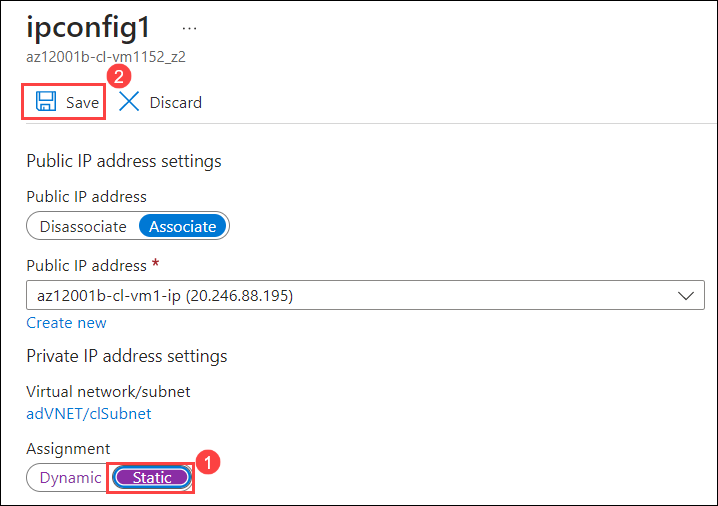 ipconfig1 ...
az12001b-cl-vm1152_z2
2
Save Discard
Public IP address settings
Public IP address
Disassociate Associate
Public IP address *
az12001b-cl-vm1-ip (20.246.88.195)
Create new
Private IP address settings
Virtual network/subnet
adVNET/clSubnet
Assignment
1
Dynamic Static